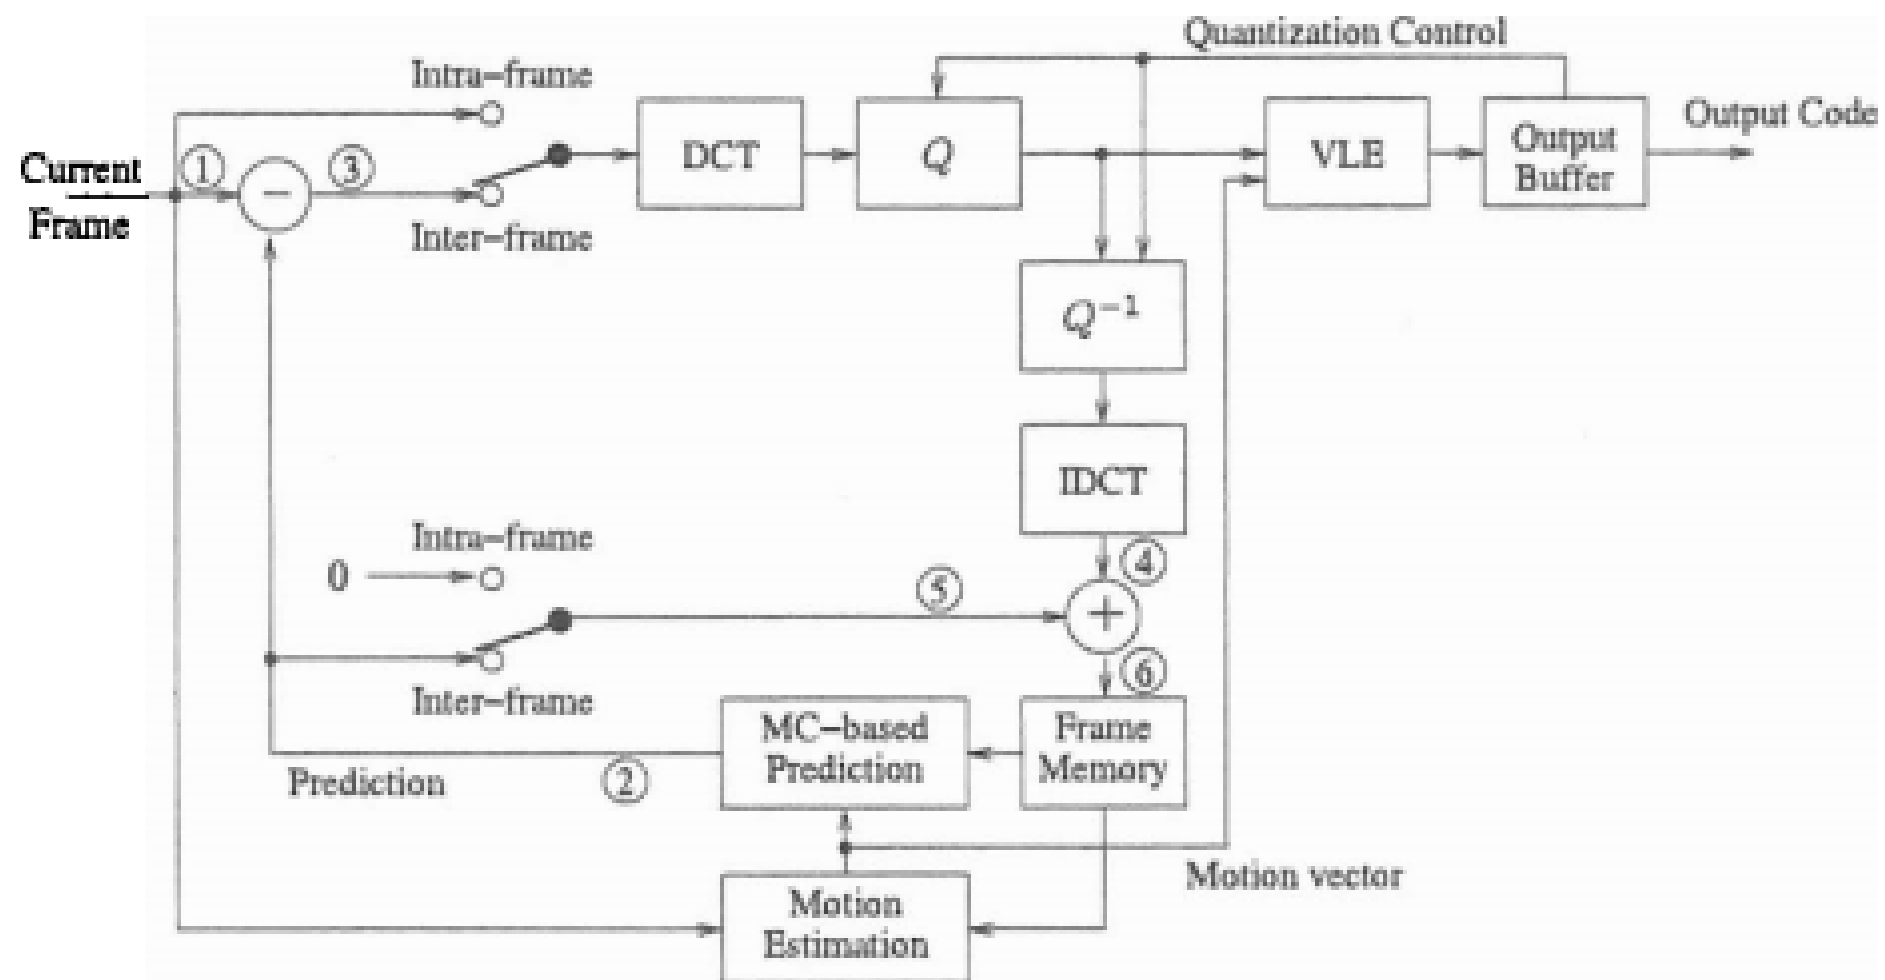 Quantization Control
Intra-frame
Output Code
DCT
Q
VLE
Output
Buffer
Current
Frame
①
−
③
Inter-frame
Q⁻¹
IDCT
Intra-frame
0
④
⑤
+
⑥
Inter-frame
MC-based
Prediction
Frame
Memory
Prediction
②
Motion vector
Motion
Estimation